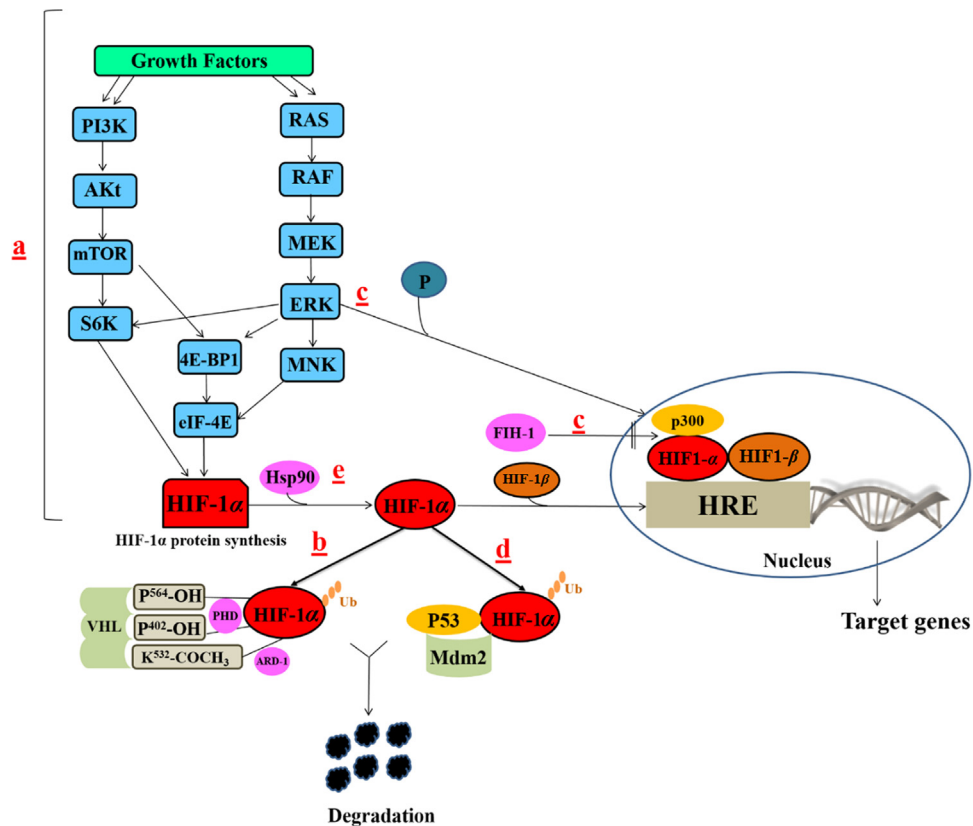 Growth Factors
PI3K
RAS
AKt
RAF
a
mTOR
MEK
P
S6K
ERK
c
4E-BP1
MNK
eIF-4E
FIH-1
c
p300
HIF1-α
HIF1-β
HIF-1α
Hsp90
e
HIF-1α
HIF-1β
HRE
HIF-1α protein synthesis
Nucleus
b
d
Target genes
VHL
P564-OH
P402-OH
K532-COCH3
PHD
ARD-1
HIF-1α
Ub
P53
Mdm2
HIF-1α
Ub
Degradation